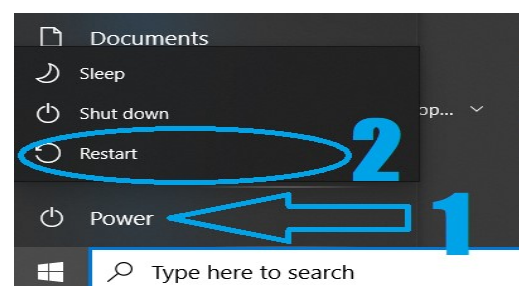 Documents
Sleep
Shut down
op...
Restart
2
Power
1
Type here to search